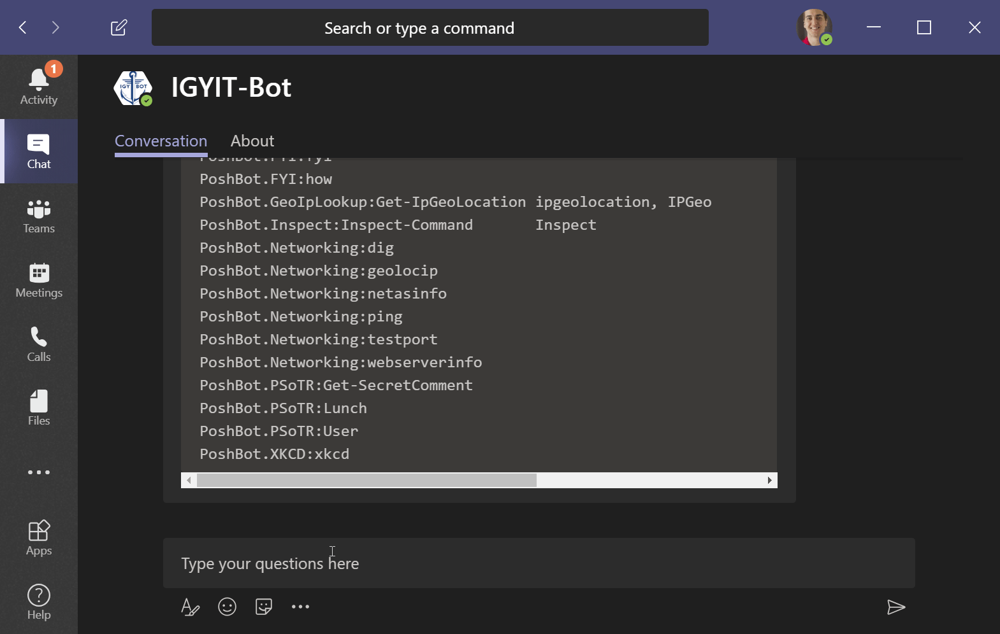 Search or type a command
1
Activity
Chat
Teams
Meetings
Calls
Files
Apps
Help
IGY BOT
IGYIT-Bot
Conversation About
PoshBot.FYI:fyi
PoshBot.FYI:how
PoshBot.GeoIpLookup:Get-IpGeoLocation ipgeolocation, IPGeo
PoshBot.Inspect:Inspect-Command Inspect
PoshBot.Networking:dig
PoshBot.Networking:geolocip
PoshBot.Networking:netasinfo
PoshBot.Networking:ping
PoshBot.Networking:testport
PoshBot.Networking:webserverinfo
PoshBot.PSoTR:Get-SecretComment
PoshBot.PSoTR:Lunch
PoshBot.PSoTR:User
PoshBot.XKCD:xkcd
Type your questions here